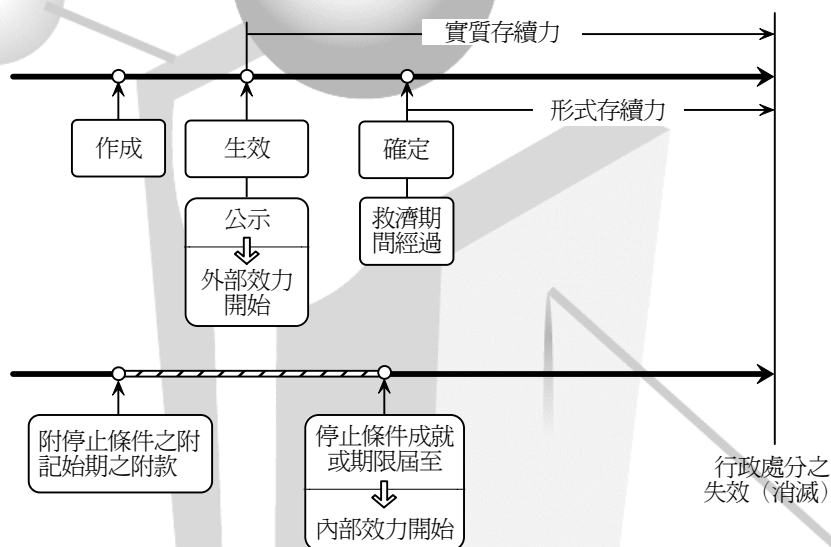 實質存續力
形式存續力
作成
生效
確定
公示
外部效力
開始
救濟期
間經過
附停止條件之附
記始期之附款
停止條件成就
或期限屆至
內部效力開始
行政處分之
失效（消滅）